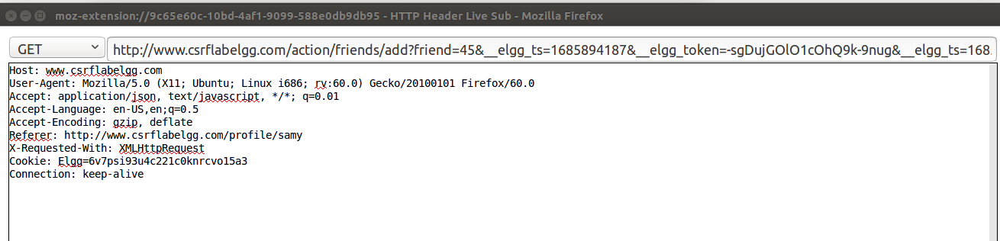 moz-extension://9c65e60c-10bd-4af1-9099-588e0db9db95 - HTTP Header Live Sub - Mozilla Firefox
GET http://www.csrflabelgg.com/action/friends/add?friend=45&__elgg_ts=1685894187&__elgg_token=-sgDujGOlO1cOhQ9k-9nug&__elgg_ts=168.
Host: www.csrflabelgg.com
User-Agent: Mozilla/5.0 (X11; Ubuntu; Linux i686; rv:60.0) Gecko/20100101 Firefox/60.0
Accept: application/json, text/javascript, */*; q=0.01
Accept-Language: en-US,en;q=0.5
Accept-Encoding: gzip, deflate
Referer: http://www.csrflabelgg.com/profile/samy
X-Requested-With: XMLHttpRequest
Cookie: Elgg=6v7psi93u4c221c0knrcvo15a3
Connection: keep-alive